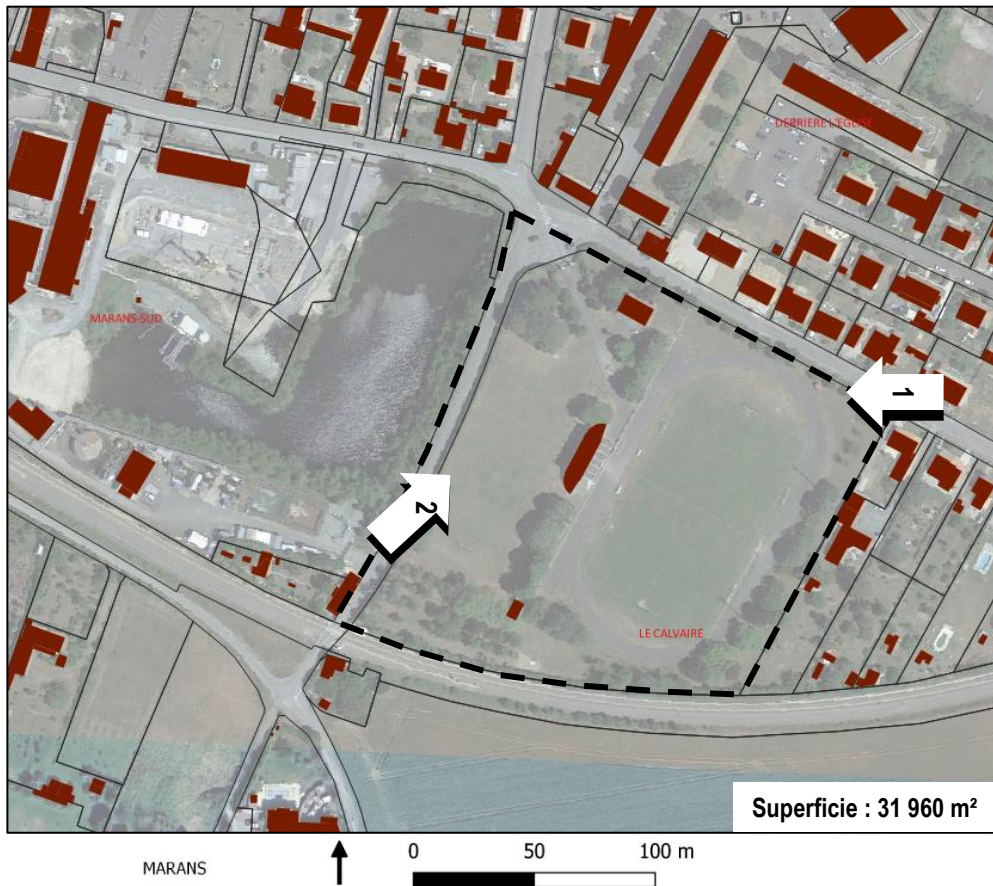 DERRIERE L'EGLISE
MARANS-SUD
1
2
LE CALVAIRE
Superficie : 31 960 m²
MARANS
0 50 100 m